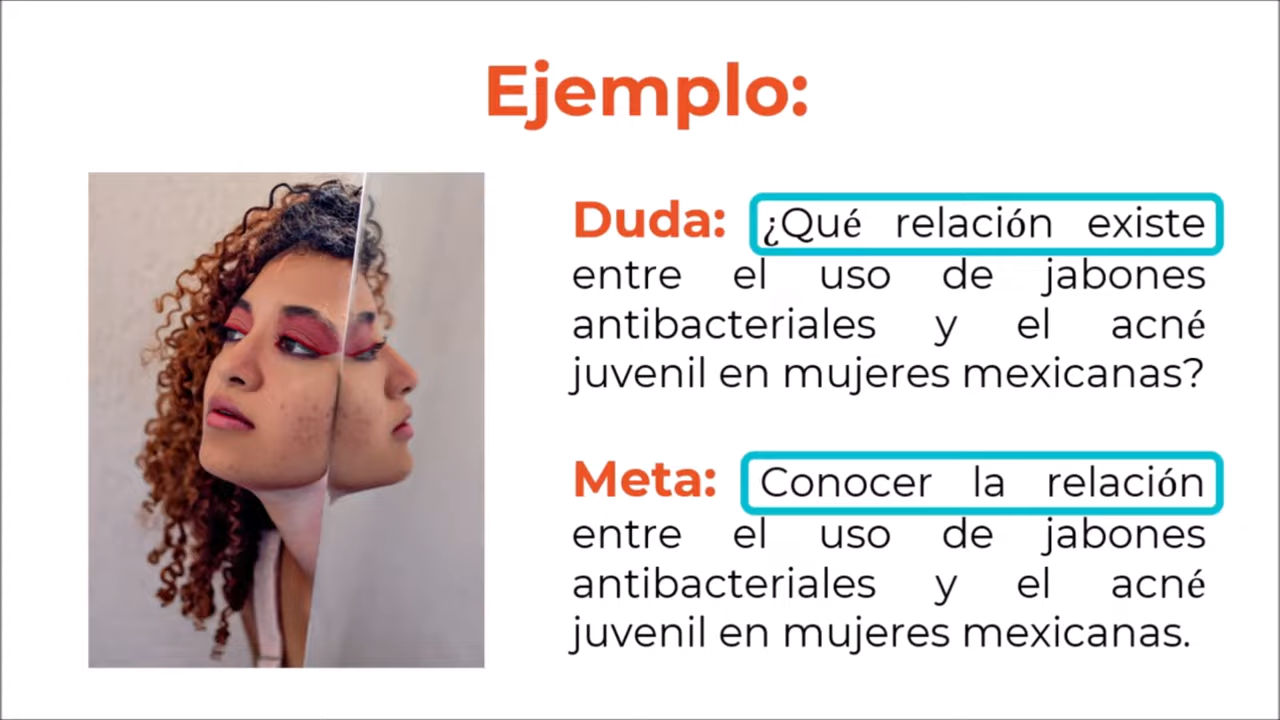 Ejemplo:
Duda: ¿Qué relación existe
entre el uso de jabones
antibacteriales y el acné
juvenil en mujeres mexicanas?
Meta: Conocer la relación
entre el uso de jabones
antibacteriales y el acné
juvenil en mujeres mexicanas.